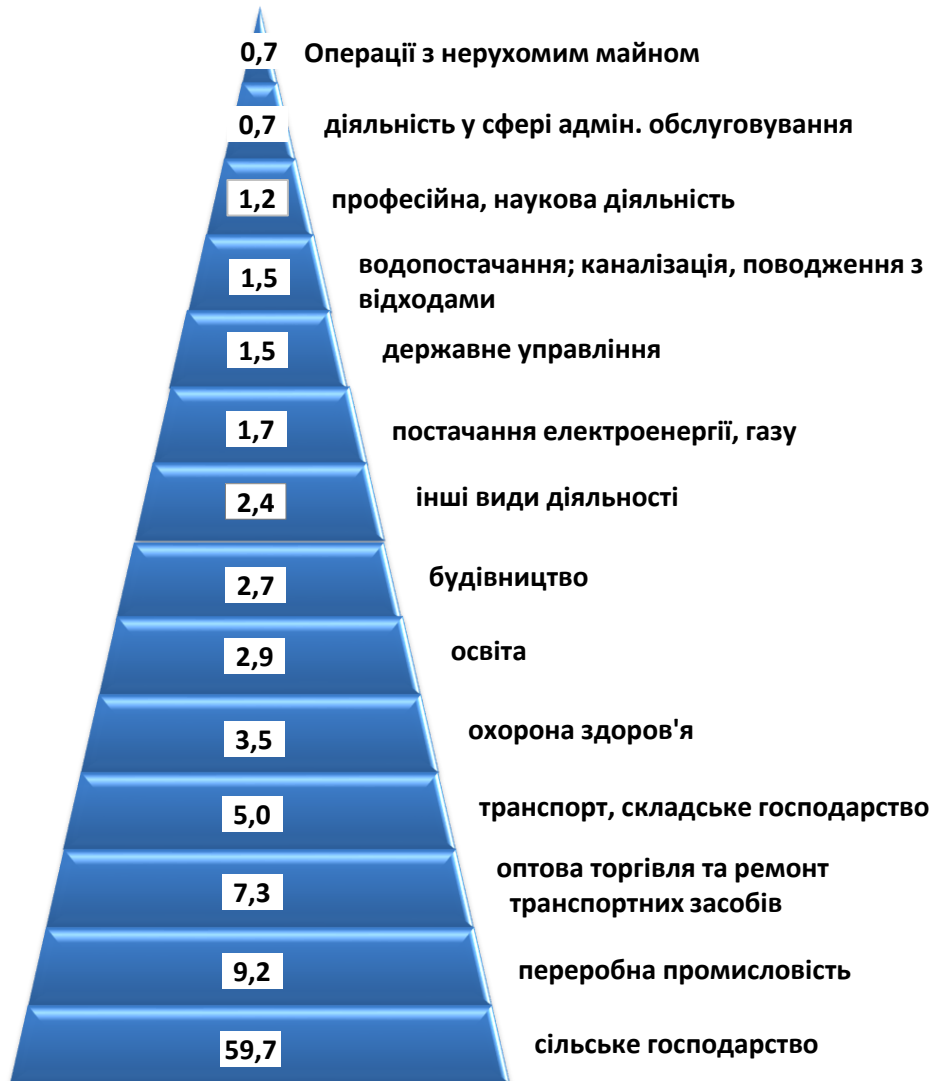 0,7 Операції з нерухомим майном
0,7 діяльність у сфері адмін. обслуговування
1,2 професійна, наукова діяльність
1,5 водопостачання; каналізація, поводження з
відходами
1,5 державне управління
1,7 постачання електроенергії, газу
2,4 інші види діяльності
2,7 будівництво
2,9 освіта
3,5 охорона здоров'я
5,0 транспорт, складське господарство
7,3 оптова торгівля та ремонт
транспортних засобів
9,2 переробна промисловість
59,7 сільське господарство